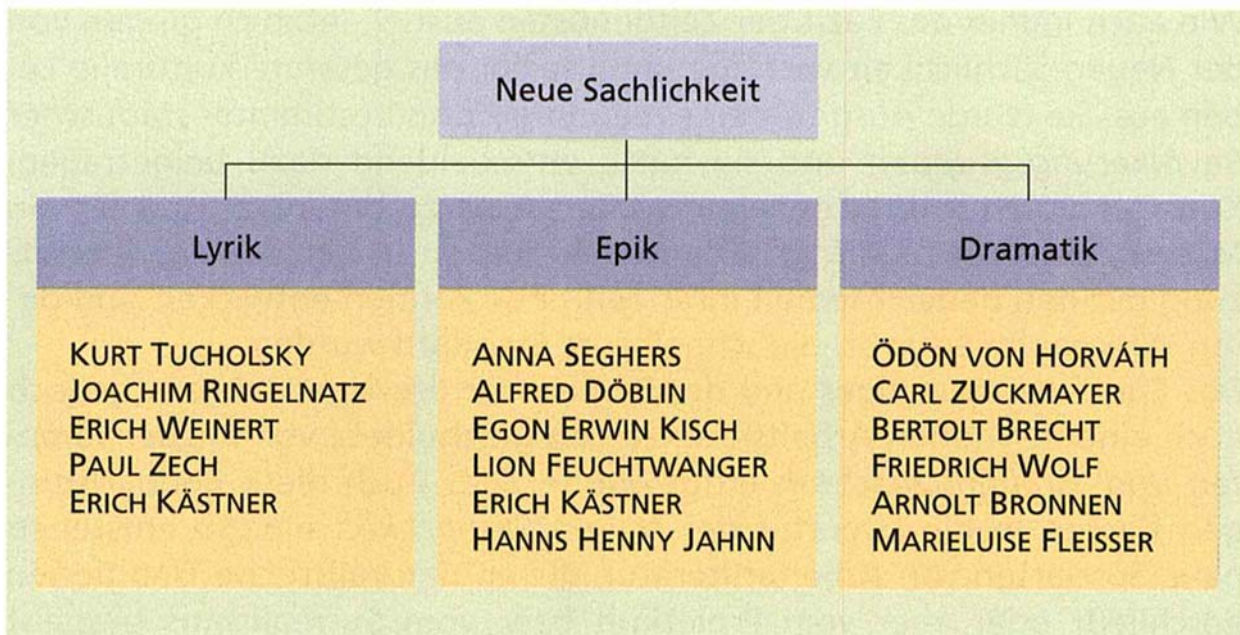 Neue Sachlichkeit
Lyrik
KURT TUCHOLSKY
JOACHIM RINGELNATZ
ERICH WEINERT
PAUL ZECH
ERICH KÄSTNER
Epik
ANNA SEGHERS
ALFRED DÖBLIN
EGON ERWIN KISCH
LION FEUCHTWANGER
ERICH KÄSTNER
HANNS HENNY JAHNN
Dramatik
ÖDÖN VON HORVÁTH
CARL ZUCKMAYER
BERTOLT BRECHT
FRIEDRICH WOLF
ARNOLT BRONNEN
MARIELUISE FLEISSER